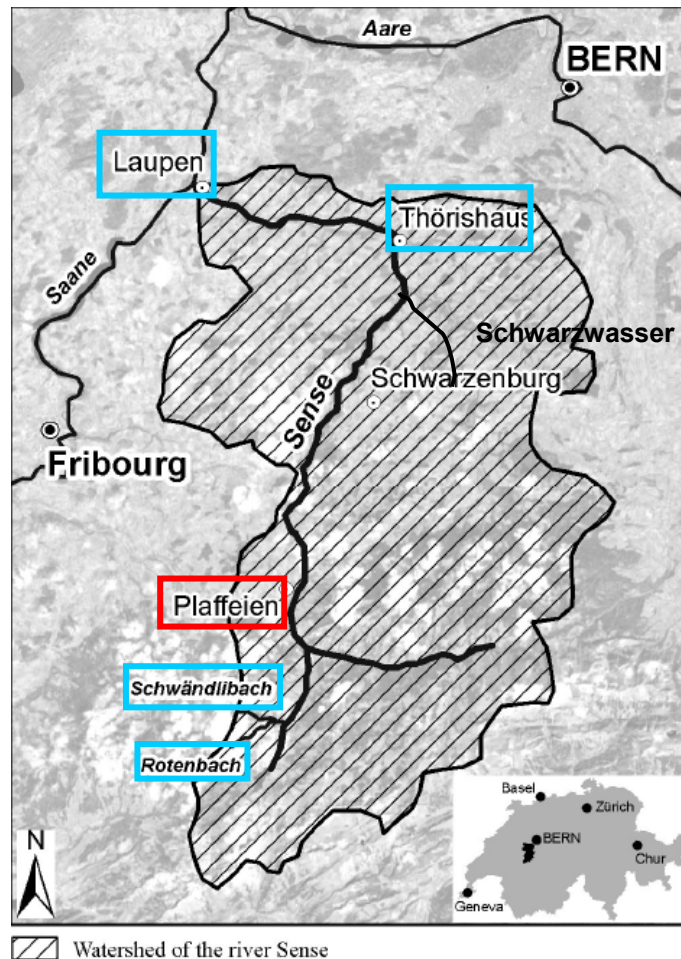 Aare
BERN
Laupen
Thörishaus
Saane
Schwarzwasser
Schwarzenburg
Sense
Fribourg
Plaffeien
Schwändlibach
Rotenbach
N
Basel
Zürich
BERN
Chur
Geneva
Watershed of the river Sense